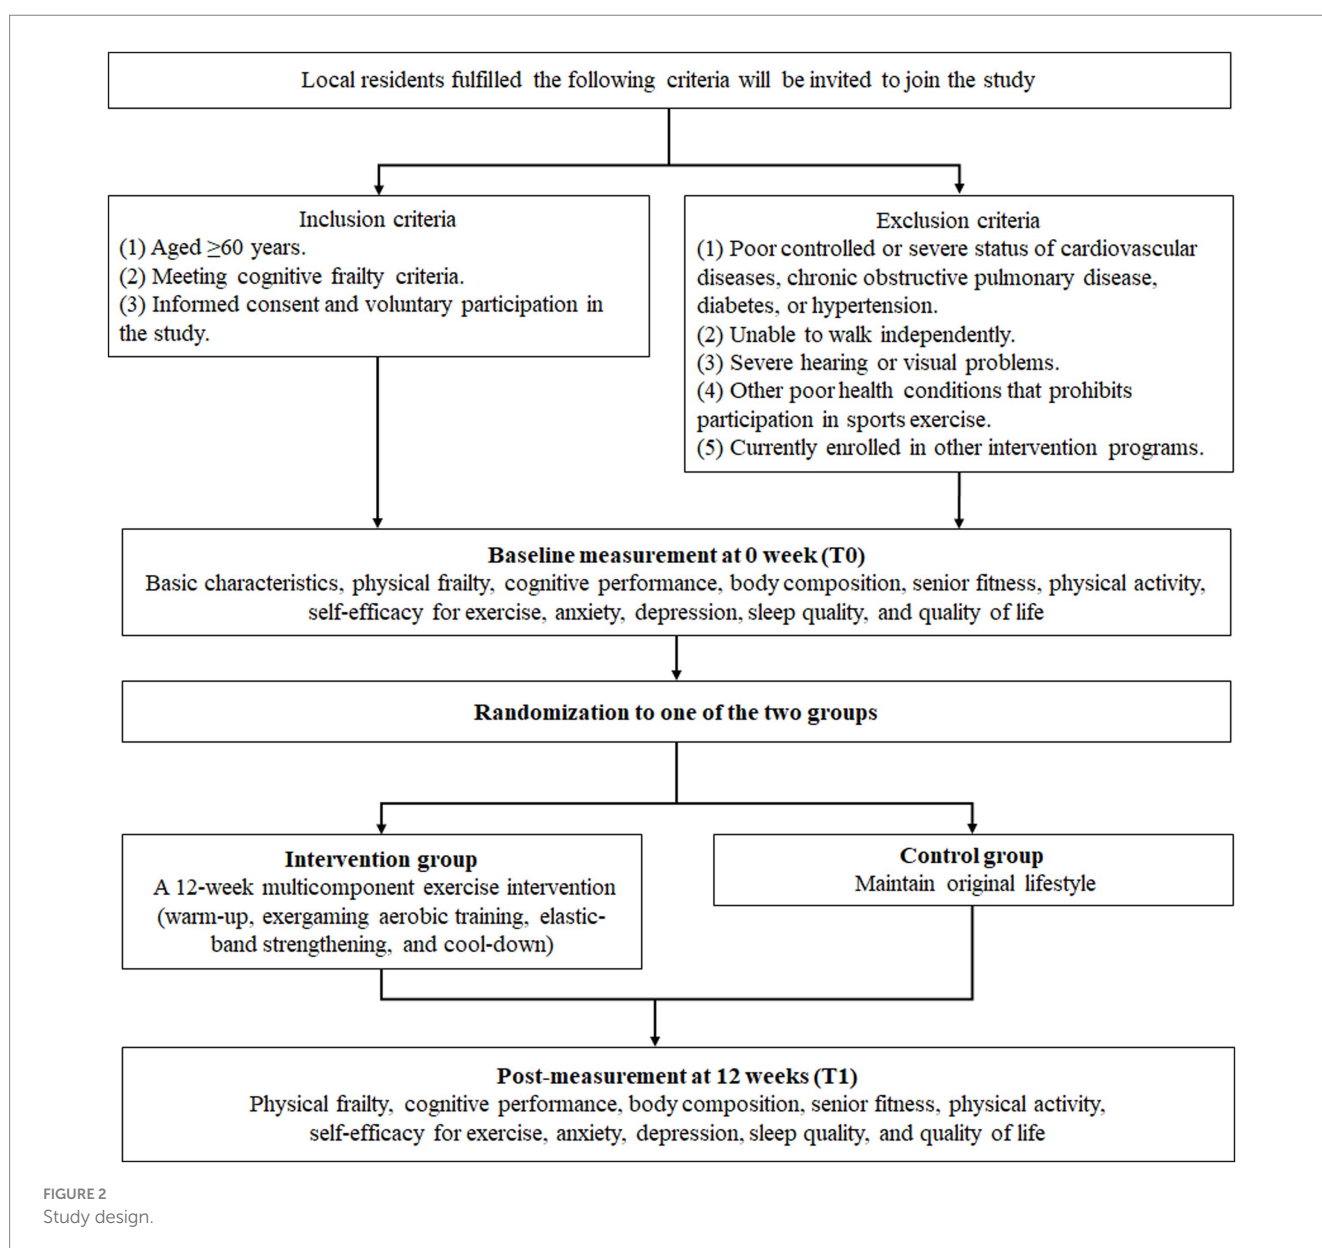 Local residents fulfilled the following criteria will be invited to join the study
Inclusion criteria
(1) Aged ≥60 years.
(2) Meeting cognitive frailty criteria.
(3) Informed consent and voluntary participation in
the study.
Exclusion criteria
(1) Poor controlled or severe status of cardiovascular
diseases, chronic obstructive pulmonary disease,
diabetes, or hypertension.
(2) Unable to walk independently.
(3) Severe hearing or visual problems.
(4) Other poor health conditions that prohibits
participation in sports exercise.
(5) Currently enrolled in other intervention programs.
Baseline measurement at 0 week (T0)
Basic characteristics, physical frailty, cognitive performance, body composition, senior fitness, physical activity,
self-efficacy for exercise, anxiety, depression, sleep quality, and quality of life
Randomization to one of the two groups
Intervention group
A 12-week multicomponent exercise intervention
(warm-up, exergaming aerobic training, elastic-
band strengthening, and cool-down)
Control group
Maintain original lifestyle
Post-measurement at 12 weeks (T1)
Physical frailty, cognitive performance, body composition, senior fitness, physical activity,
self-efficacy for exercise, anxiety, depression, sleep quality, and quality of life
FIGURE 2
Study design.